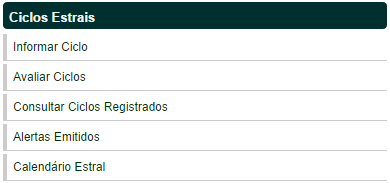 Ciclos Estrais
Informar Ciclo
Avaliar Ciclos
Consultar Ciclos Registrados
Alertas Emitidos
Calendário Estral